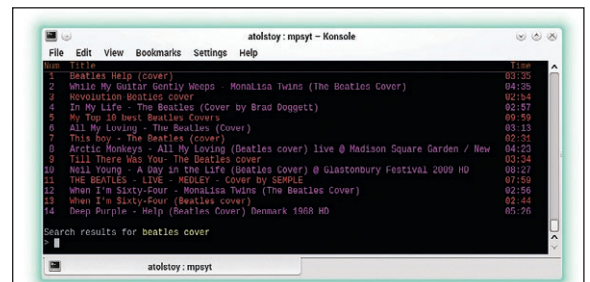 atolstoy : mpsyt – Konsole
File Edit View Bookmarks Settings Help
Num Title Time
1 Beatles Help (cover) 03:35
2 While My Guitar Gently Weeps - MonaLisa Twins (The Beatles Cover) 04:35
3 Revolution-Beatles cover 02:54
4 In My Life - The Beatles (Cover by Brad Doggett) 02:57
5 My Top 10 best Beatles Covers 09:59
6 All My Loving - The Beatles (Cover) 03:13
7 This boy - The Beatles (cover) 02:31
8 Arctic Monkeys - All My Loving (Beatles cover) live @ Madison Square Garden / New 04:23
9 Till There Was You- The Beatles cover 03:34
10 Neil Young - A Day in the Life (Beatles Cover) @ Glastonbury Festival 2009 HD 08:27
11 THE BEATLES - LIVE - MEDLEY - Cover by SEMPLE 07:59
12 When I'm Sixty-Four - MonaLisa Twins (The Beatles Cover) 02:56
13 When I'm Sixty-Four (Beatles cover) 02:44
14 Deep Purple - Help (Beatles Cover) Denmark 1968 HD 05:26
Search results for beatles cover
>
atolstoy : mpsyt